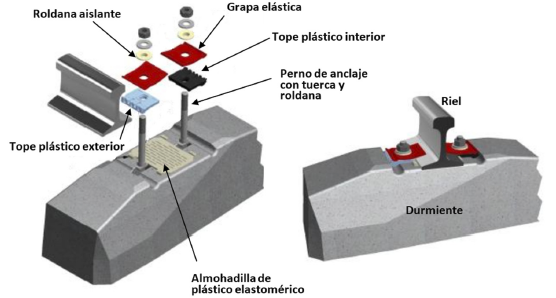 Grapa elástica
Roldana aislante
Tope plástico interior
Perno de anclaje
con tuerca y
roldana
Tope plástico exterior
Riel
Durmiente
Almohadilla de
plástico elastomérico